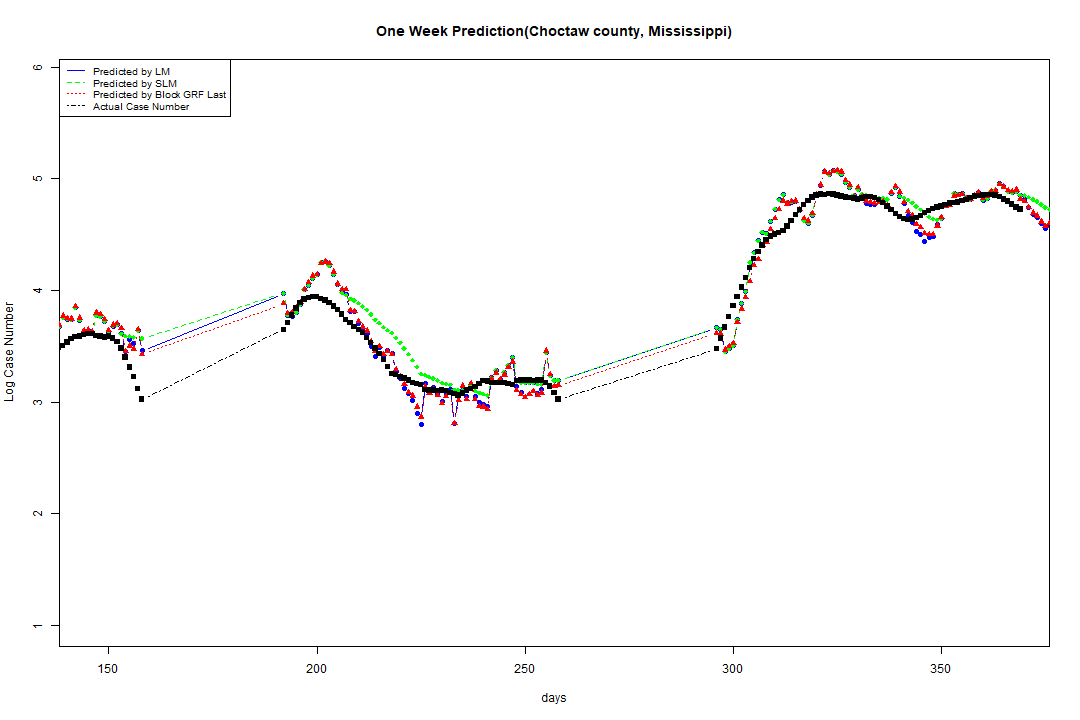 One Week Prediction(Choctaw county, Mississippi)
Predicted by LM
Predicted by SLM
Predicted by Block GRF Last
Actual Case Number
6
5
4
3
2
1
Log Case Number
150
200
250
300
350
days